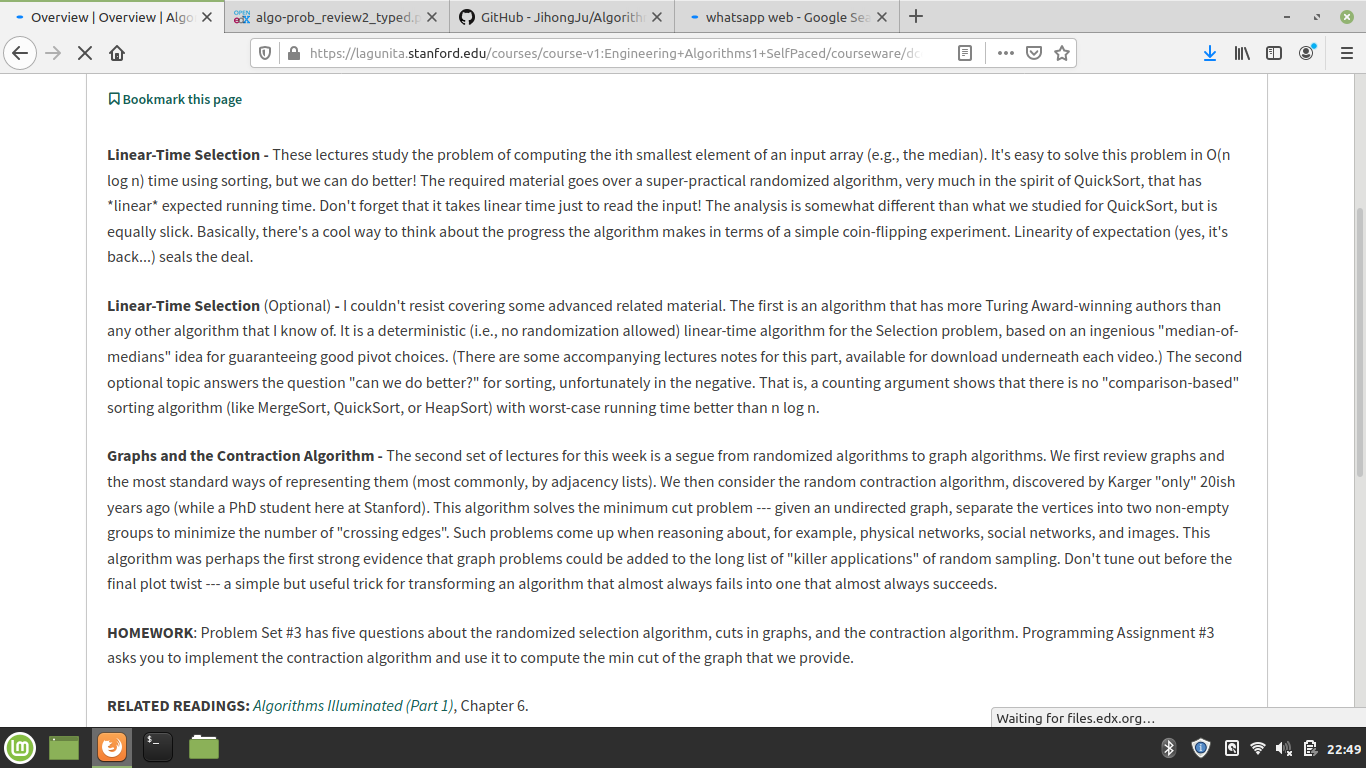 Overview | Overview | Algo
algo-prob_review2_typed.p
GitHub - JihongJu/Algorith
whatsapp web - Google Sea
https://lagunita.stanford.edu/courses/course-v1:Engineering+Algorithms1+SelfPaced/courseware/do
Bookmark this page
Linear-Time Selection - These lectures study the problem of computing the ith smallest element of an input array (e.g., the median). It's easy to solve this problem in O(n
log n) time using sorting, but we can do better! The required material goes over a super-practical randomized algorithm, very much in the spirit of QuickSort, that has
*linear* expected running time. Don't forget that it takes linear time just to read the input! The analysis is somewhat different than what we studied for QuickSort, but is
equally slick. Basically, there's a cool way to think about the progress the algorithm makes in terms of a simple coin-flipping experiment. Linearity of expectation (yes, it's
back...) seals the deal.
Linear-Time Selection (Optional) - I couldn't resist covering some advanced related material. The first is an algorithm that has more Turing Award-winning authors than
any other algorithm that I know of. It is a deterministic (i.e., no randomization allowed) linear-time algorithm for the Selection problem, based on an ingenious "median-of-
medians" idea for guaranteeing good pivot choices. (There are some accompanying lectures notes for this part, available for download underneath each video.) The second
optional topic answers the question "can we do better?" for sorting, unfortunately in the negative. That is, a counting argument shows that there is no "comparison-based"
sorting algorithm (like MergeSort, QuickSort, or HeapSort) with worst-case running time better than n log n.
Graphs and the Contraction Algorithm - The second set of lectures for this week is a segue from randomized algorithms to graph algorithms. We first review graphs and
the most standard ways of representing them (most commonly, by adjacency lists). We then consider the random contraction algorithm, discovered by Karger "only" 20ish
years ago (while a PhD student here at Stanford). This algorithm solves the minimum cut problem --- given an undirected graph, separate the vertices into two non-empty
groups to minimize the number of "crossing edges". Such problems come up when reasoning about, for example, physical networks, social networks, and images. This
algorithm was perhaps the first strong evidence that graph problems could be added to the long list of "killer applications" of random sampling. Don't tune out before the
final plot twist --- a simple but useful trick for transforming an algorithm that almost always fails into one that almost always succeeds.
HOMEWORK: Problem Set #3 has five questions about the randomized selection algorithm, cuts in graphs, and the contraction algorithm. Programming Assignment #3
asks you to implement the contraction algorithm and use it to compute the min cut of the graph that we provide.
RELATED READINGS: Algorithms Illuminated (Part 1), Chapter 6.
Waiting for files.edx.org…
22:49